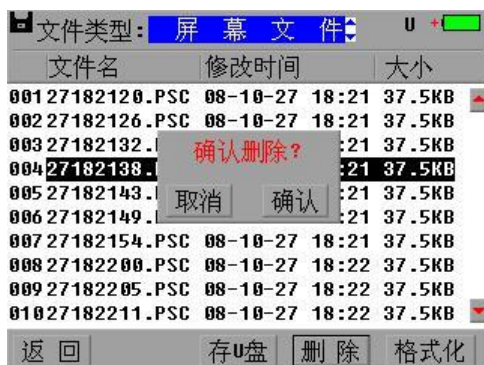 文件类型: 屏 幕 文 件 U +
文件名 修改时间 大小
001 27182120.PSC 08-10-27 18:21 37.5KB
002 27182126.PSC 08-10-27 18:21 37.5KB
003 27182132. :21 37.5KB
确认删除?
004 27182138. :21 37.5KB
005 27182143. :21 37.5KB
取消 确认
006 27182149. :21 37.5KB
007 27182154.PSC 08-10-27 18:21 37.5KB
008 27182200.PSC 08-10-27 18:22 37.5KB
009 27182205.PSC 08-10-27 18:22 37.5KB
010 27182211.PSC 08-10-27 18:22 37.5KB
返 回 存U盘 删 除 格式化